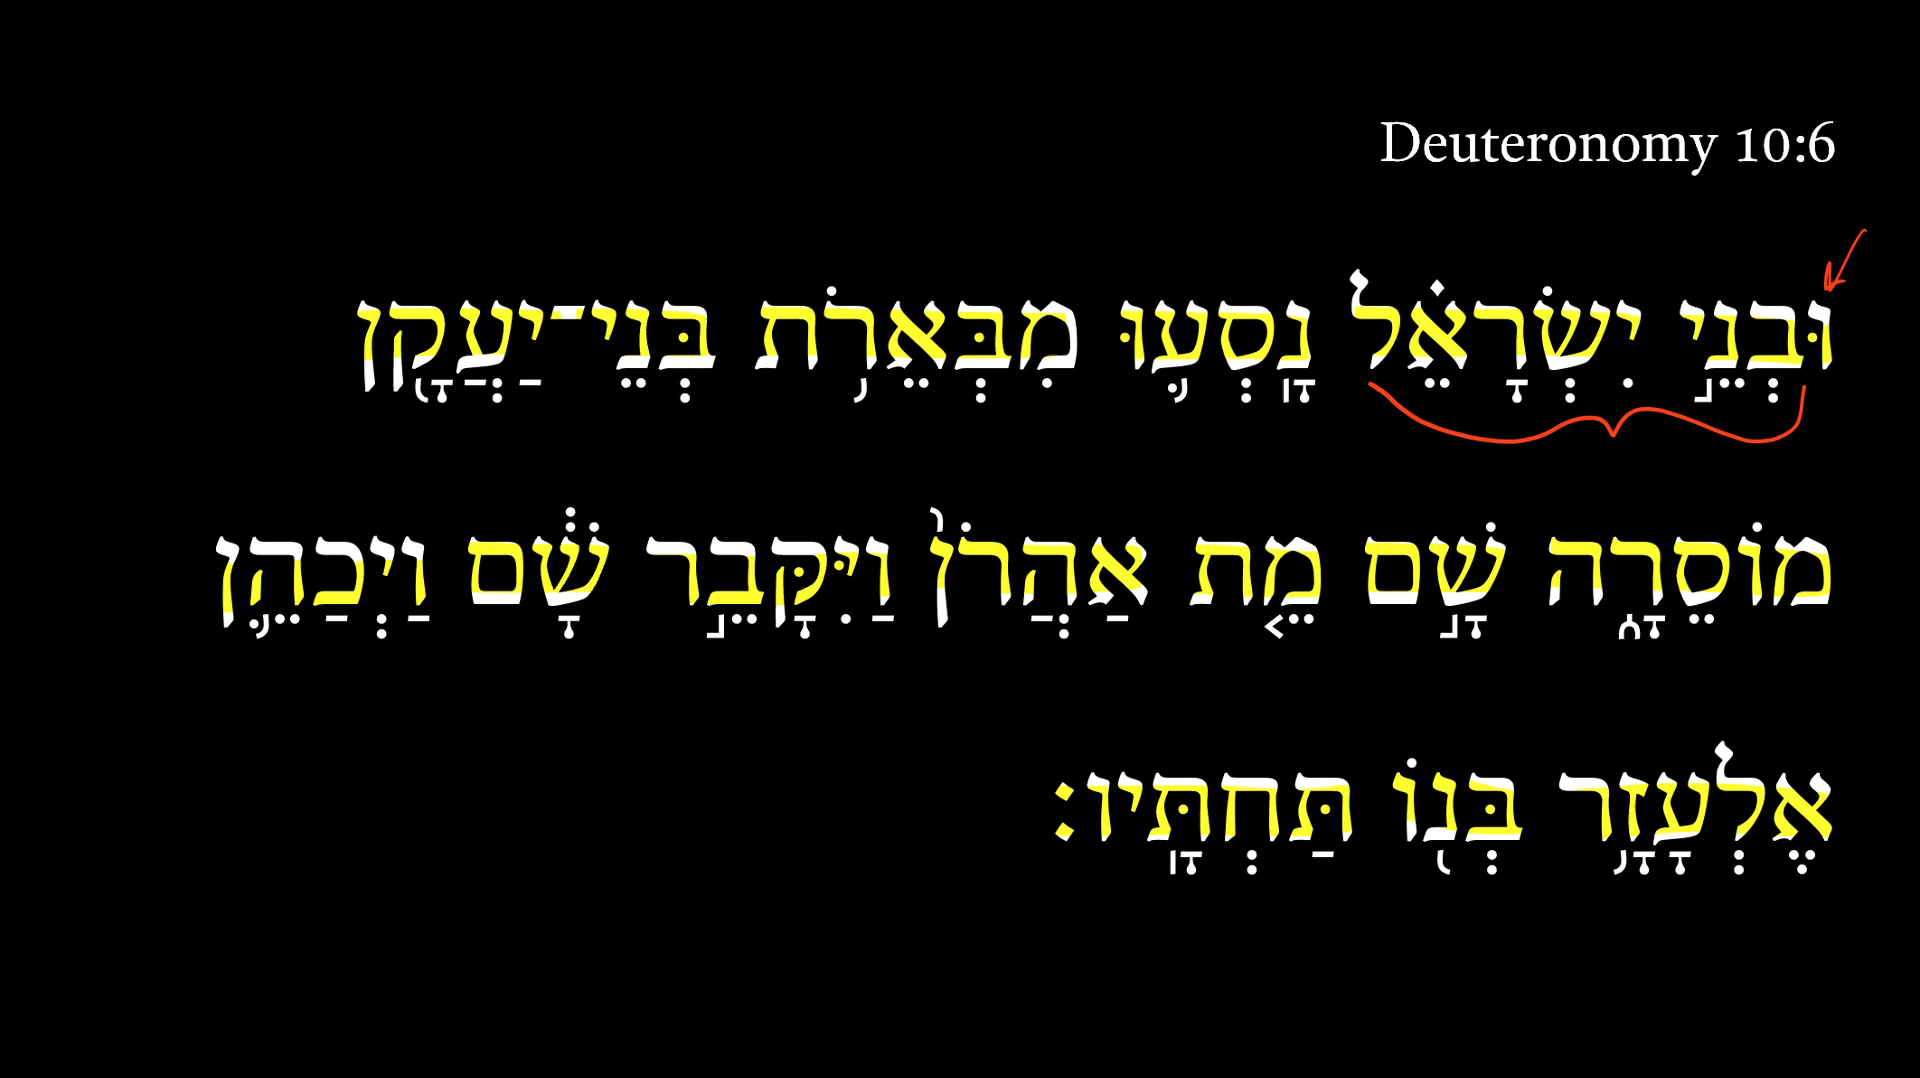 Deuteronomy 10:6
וּבְנֵ֣י יִשְׂרָאֵ֗ל נָ֥סְע֛וּ מִבְּאֵרֹ֥ת בְּנֵי־יַעֲקָ֖ן
מוֹסֵרָ֑ה שָׁ֣ם מֵ֤ת אַהֲרֹן֙ וַיִּקָּבֵ֣ר שָׁ֔ם וַיְכַהֵ֛ן
אֶלְעָזָ֥ר בְּנ֖וֹ תַּחְתָּֽיו׃